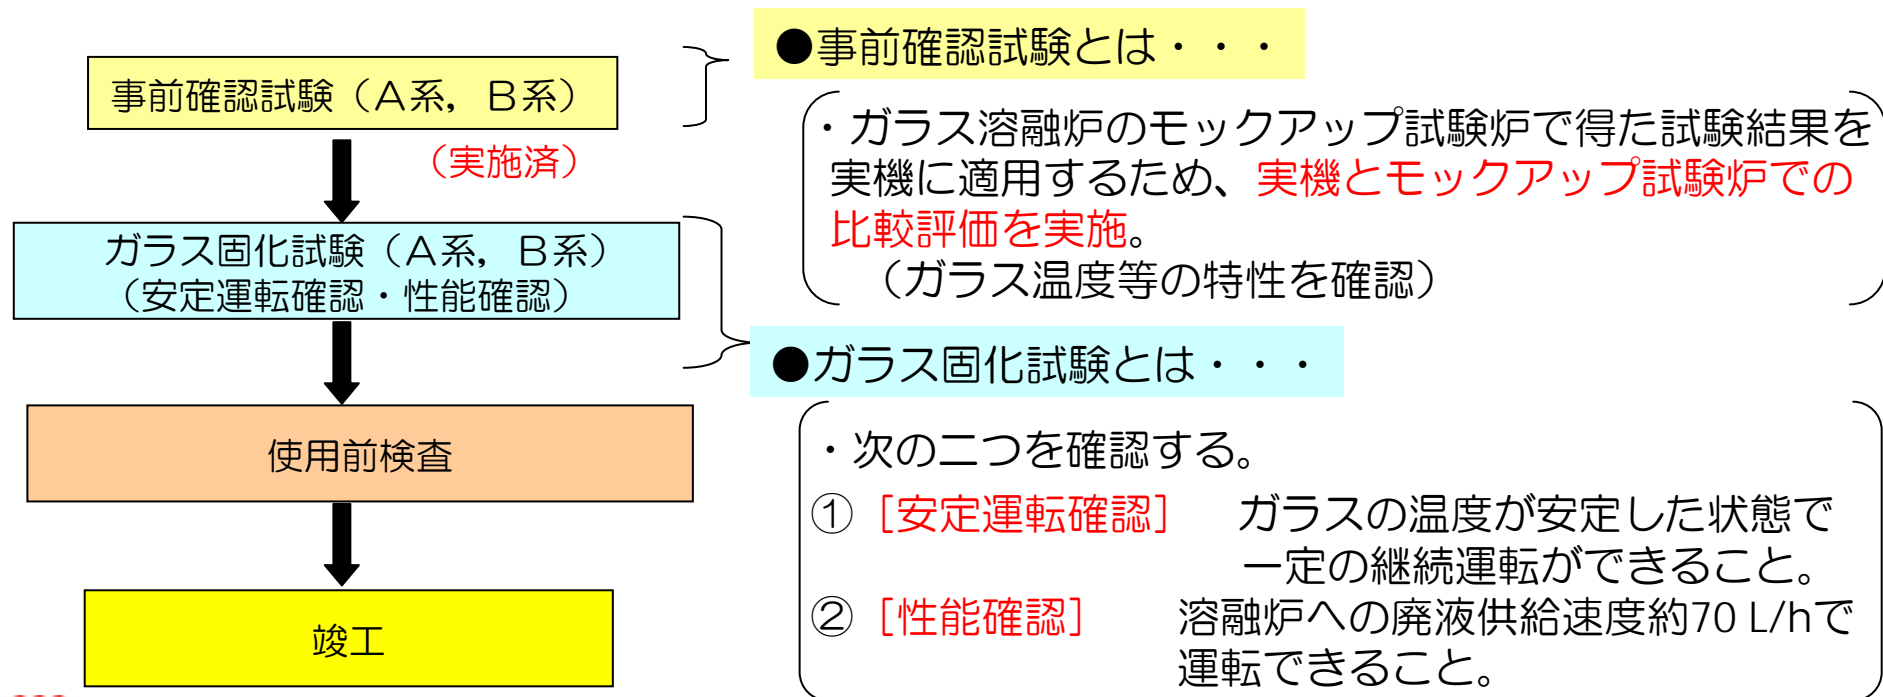 事前確認試験（Ａ系，Ｂ系）
（実施済）
ガラス固化試験（Ａ系，Ｂ系）
（安定運転確認・性能確認）
使用前検査
竣工
●事前確認試験とは・・・
・ガラス溶融炉のモックアップ試験炉で得た試験結果を
実機に適用するため、実機とモックアップ試験炉での
比較評価を実施。
（ガラス温度等の特性を確認）
●ガラス固化試験とは・・・
・次の二つを確認する。
①［安定運転確認］ ガラスの温度が安定した状態で
一定の継続運転ができること。
②［性能確認］ 溶融炉への廃液供給速度約70 L/hで
運転できること。